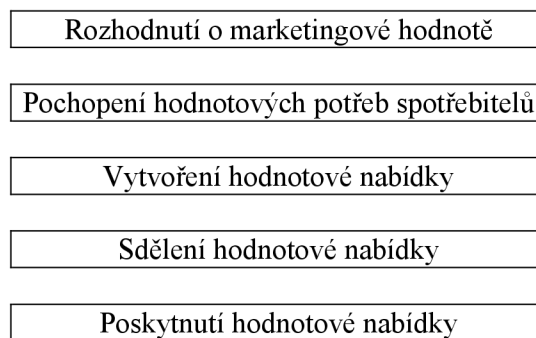 Rozhodnutí o marketingové hodnotě
Pochopení hodnotových potřeb spotřebitelů
Vytvoření hodnotové nabídky
Sdělení hodnotové nabídky
Poskytnutí hodnotové nabídky